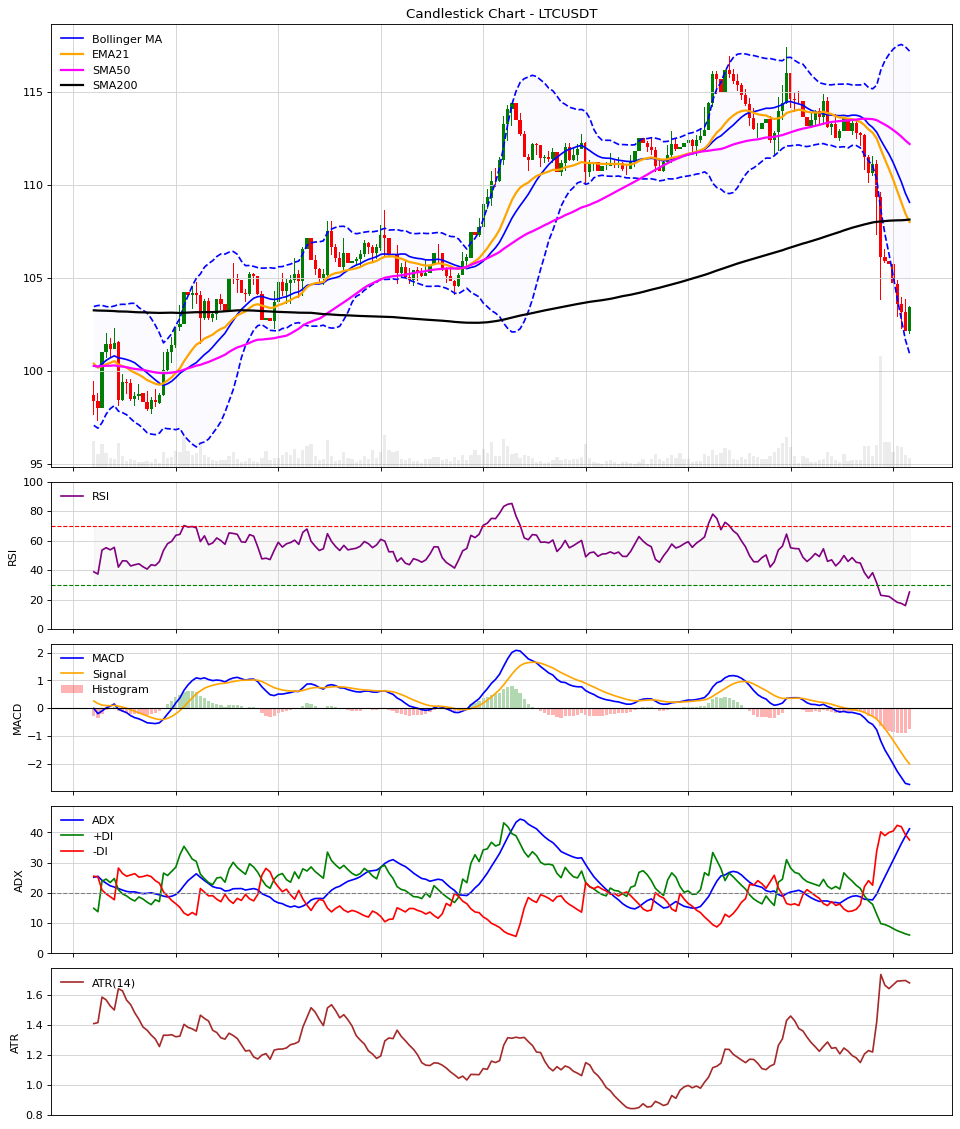 Candlestick Chart - LTCUSDT
Bollinger MA
EMA21
SMA50
SMA200
115
110
105
100
95
100
80
60
40
20
0
RSI
RSI
2
1
0
−1
−2
MACD
MACD
Signal
Histogram
40
30
20
10
0
ADX
ADX
+DI
-DI
1.6
1.4
1.2
1.0
0.8
ATR
ATR(14)